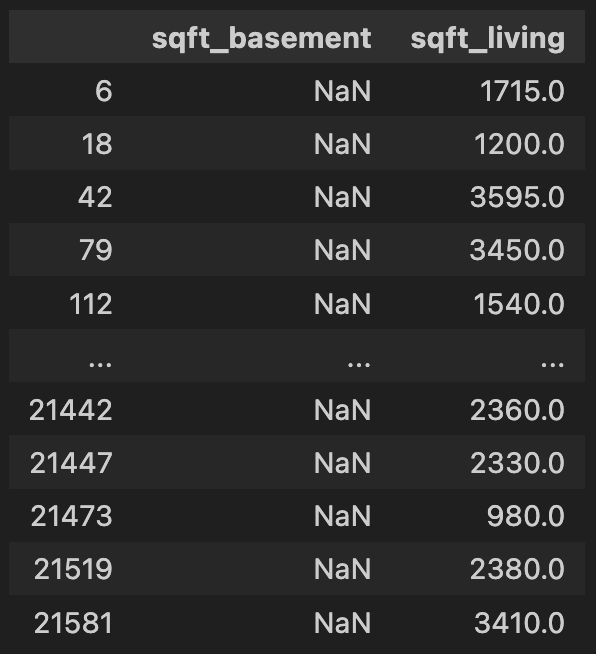 sqft_basement sqft_living
6 NaN 1715.0
18 NaN 1200.0
42 NaN 3595.0
79 NaN 3450.0
112 NaN 1540.0
... ... ...
21442 NaN 2360.0
21447 NaN 2330.0
21473 NaN 980.0
21519 NaN 2380.0
21581 NaN 3410.0